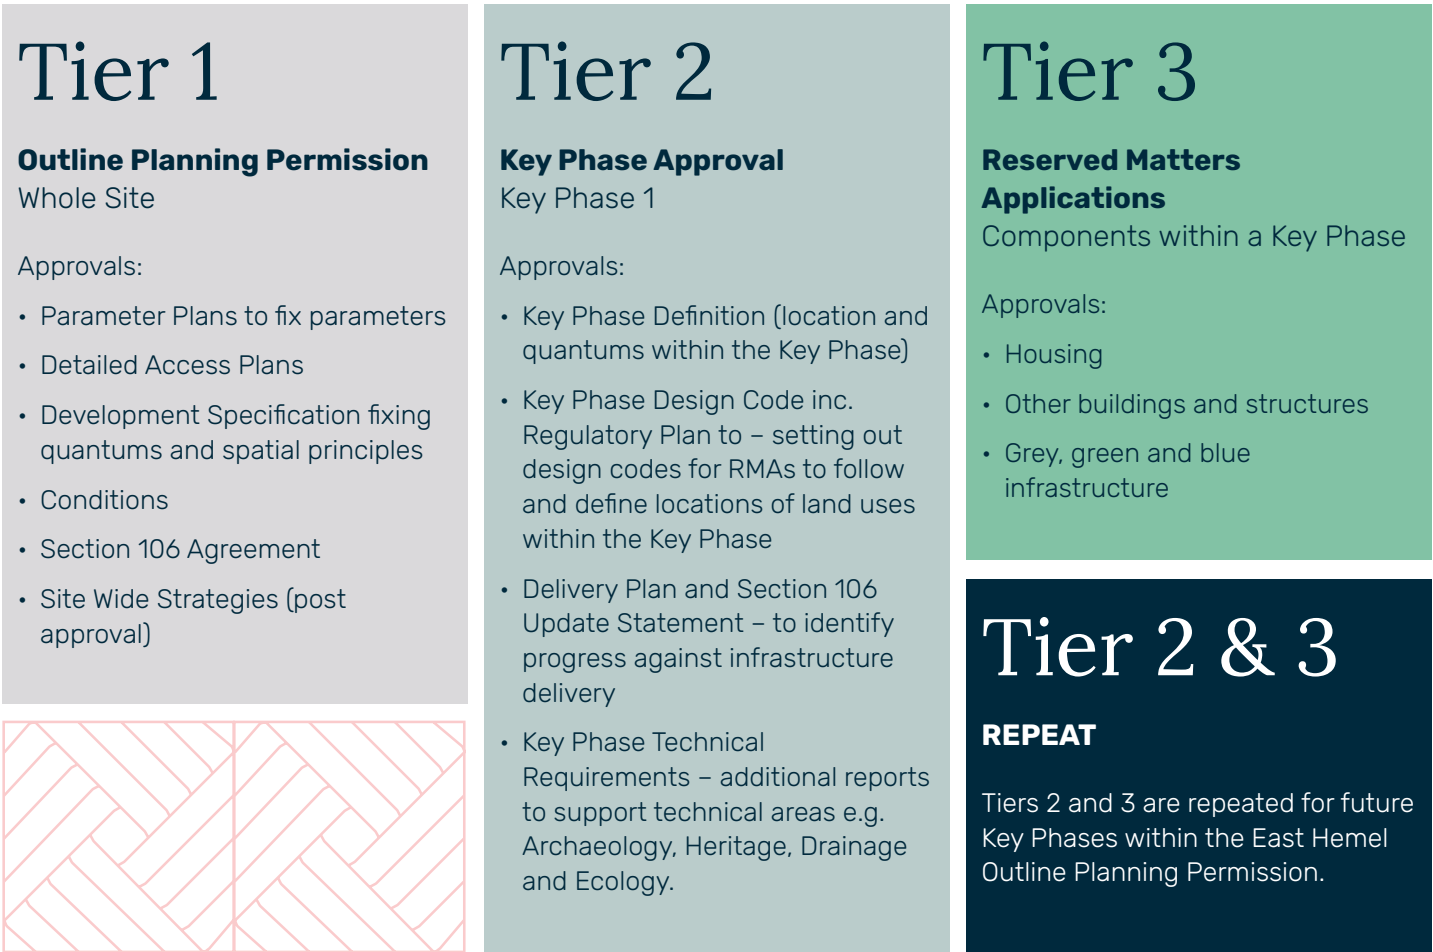 Tier 1
Outline Planning Permission
Whole Site
Approvals:
• Parameter Plans to fix parameters
• Detailed Access Plans
• Development Specification fixing
quantums and spatial principles
• Conditions
• Section 106 Agreement
• Site Wide Strategies (post
approval)
Tier 2
Key Phase Approval
Key Phase 1
Approvals:
• Key Phase Definition (location and
quantums within the Key Phase)
• Key Phase Design Code inc.
Regulatory Plan to – setting out
design codes for RMAs to follow
and define locations of land uses
within the Key Phase
• Delivery Plan and Section 106
Update Statement – to identify
progress against infrastructure
delivery
• Key Phase Technical
Requirements – additional reports
to support technical areas e.g.
Archaeology, Heritage, Drainage
and Ecology.
Tier 3
Reserved Matters
Applications
Components within a Key Phase
Approvals:
• Housing
• Other buildings and structures
• Grey, green and blue
infrastructure
Tier 2 & 3
REPEAT
Tiers 2 and 3 are repeated for future
Key Phases within the East Hemel
Outline Planning Permission.